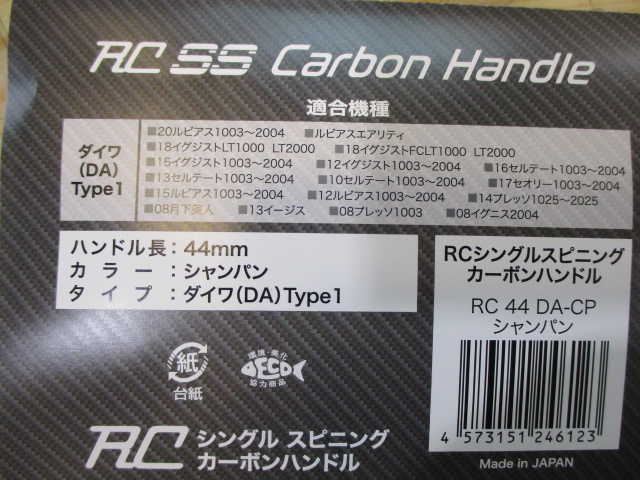 RC SS Carbon Handle
適合機種
ダイワ
(DA)
Type1
■20ルビアス1003〜2004 ■ルビアスエアリティ
■18イグジストLT1000 LT2000 ■18イグジストFCLT1000 LT2000
■15イグジスト1003〜2004 ■12イグジスト1003〜2004 ■16セルテート1003〜2004
■13セルテート1003〜2004 ■10セルテート1003〜2004 ■17セオリー1003〜2004
■15ルビアス1003〜2004 ■12ルビアス1003〜2004 ■14プレッソ1025〜2025
■08月下美人 ■13イージス ■08プレッソ1003 ■08イグニス2004
ハンドル長：44mm
カラー：シャンパン
タイプ：ダイワ(DA)Type1
RCシングルスピニング
カーボンハンドル
RC 44 DA-CP
シャンパン
4 573151 246123
Made in JAPAN
紙
台紙
環境・美化
DECO
協力商品
RC シングル スピニング
カーボンハンドル